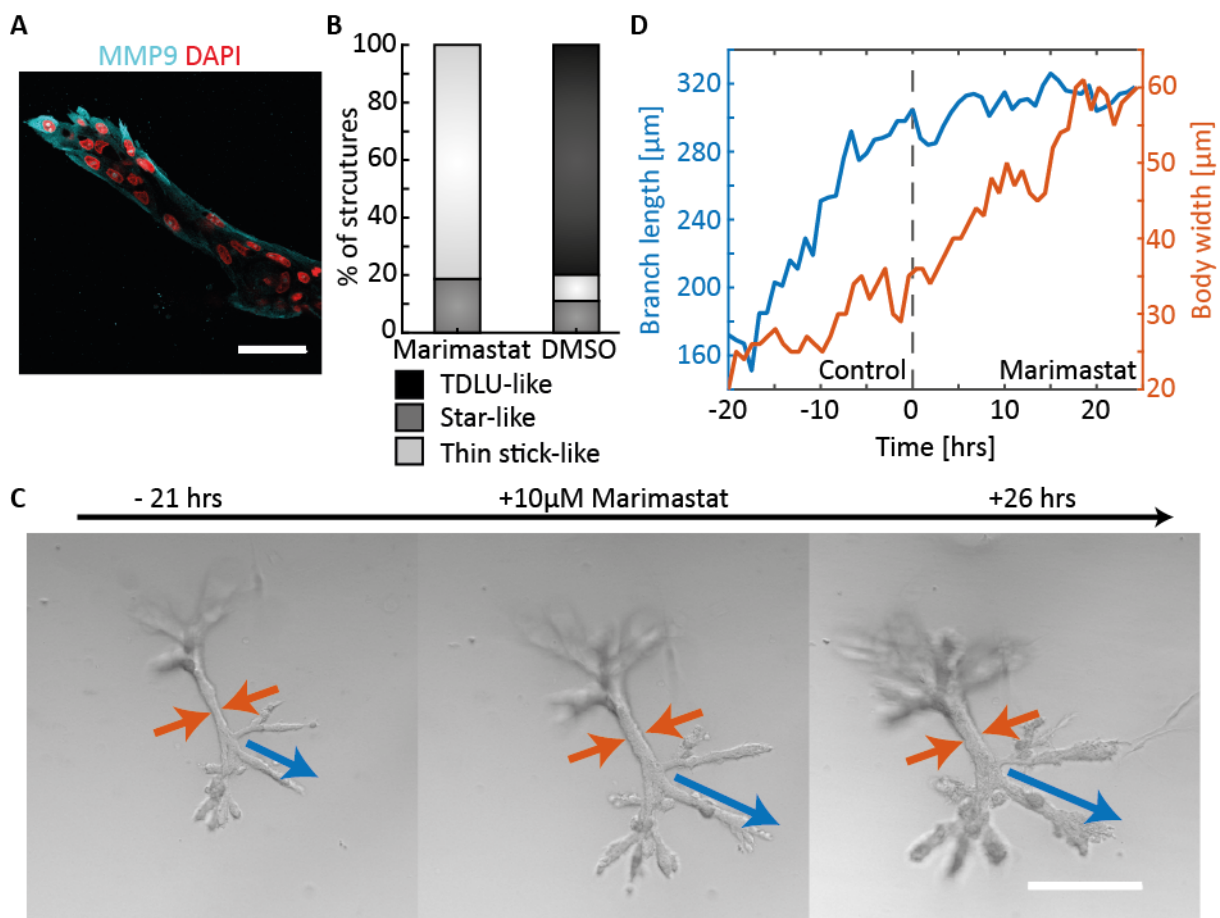 A
MMP9 DAPI
B
100
80
60
40
20
0
% of strcutures
Marimastat
DMSO
TDLU-like
Star-like
Thin stick-like
D
320
280
240
200
160
Branch length [µm]
60
50
40
30
20
Body width [µm]
Control
Marimastat
-20
-10
0
10
20
Time [hrs]
C
- 21 hrs
+10µM Marimastat
+26 hrs